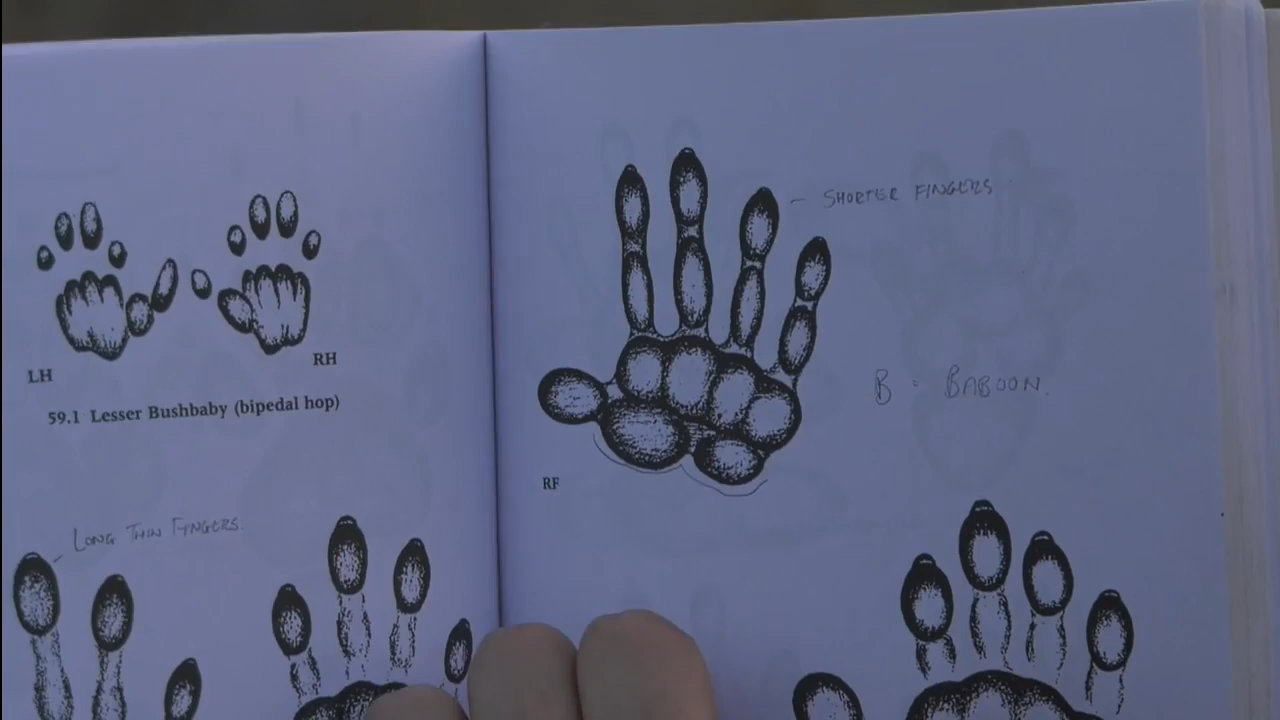 LH
RH
59.1 Lesser Bushbaby (bipedal hop)
LONG THIN FINGERS.
- SHORTER FINGERS
B = BABOON.
RF